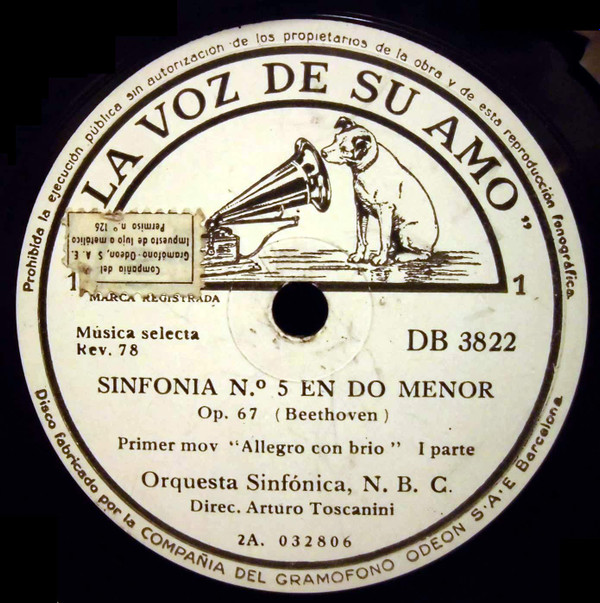 Prohibida la ejecución pública sin autorización de los propietarios de la obra y de esta reproducción fonográfica
"LA VOZ DE SU AMO"
Compañía del
Gramófono-Odeon, S. A. E.
Impuesto de lujo o metálico
Permiso n.º 126
1 1
MARCA REGISTRADA
Música selecta
Rev. 78
DB 3822
SINFONIA N.º 5 EN DO MENOR
Op. 67 (Beethoven)
Primer mov "Allegro con brio" I parte
Orquesta Sinfónica, N. B. C.
Direc. Arturo Toscanini
2A. 032806
Disco fabricado por la COMPAÑIA DEL GRAMOFONO ODEON S·A·E Barcelona